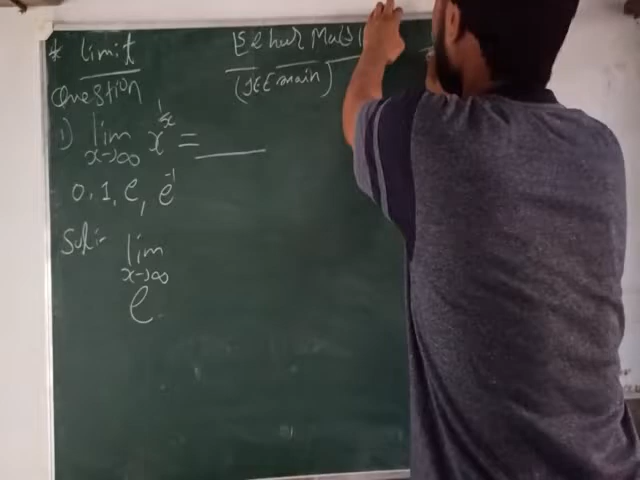 * limit
Question
1) lim x→∞ x^{1/x} = ____
0, 1, e, e^{-1}
Sol:- lim
x→∞
e
(JEE main)